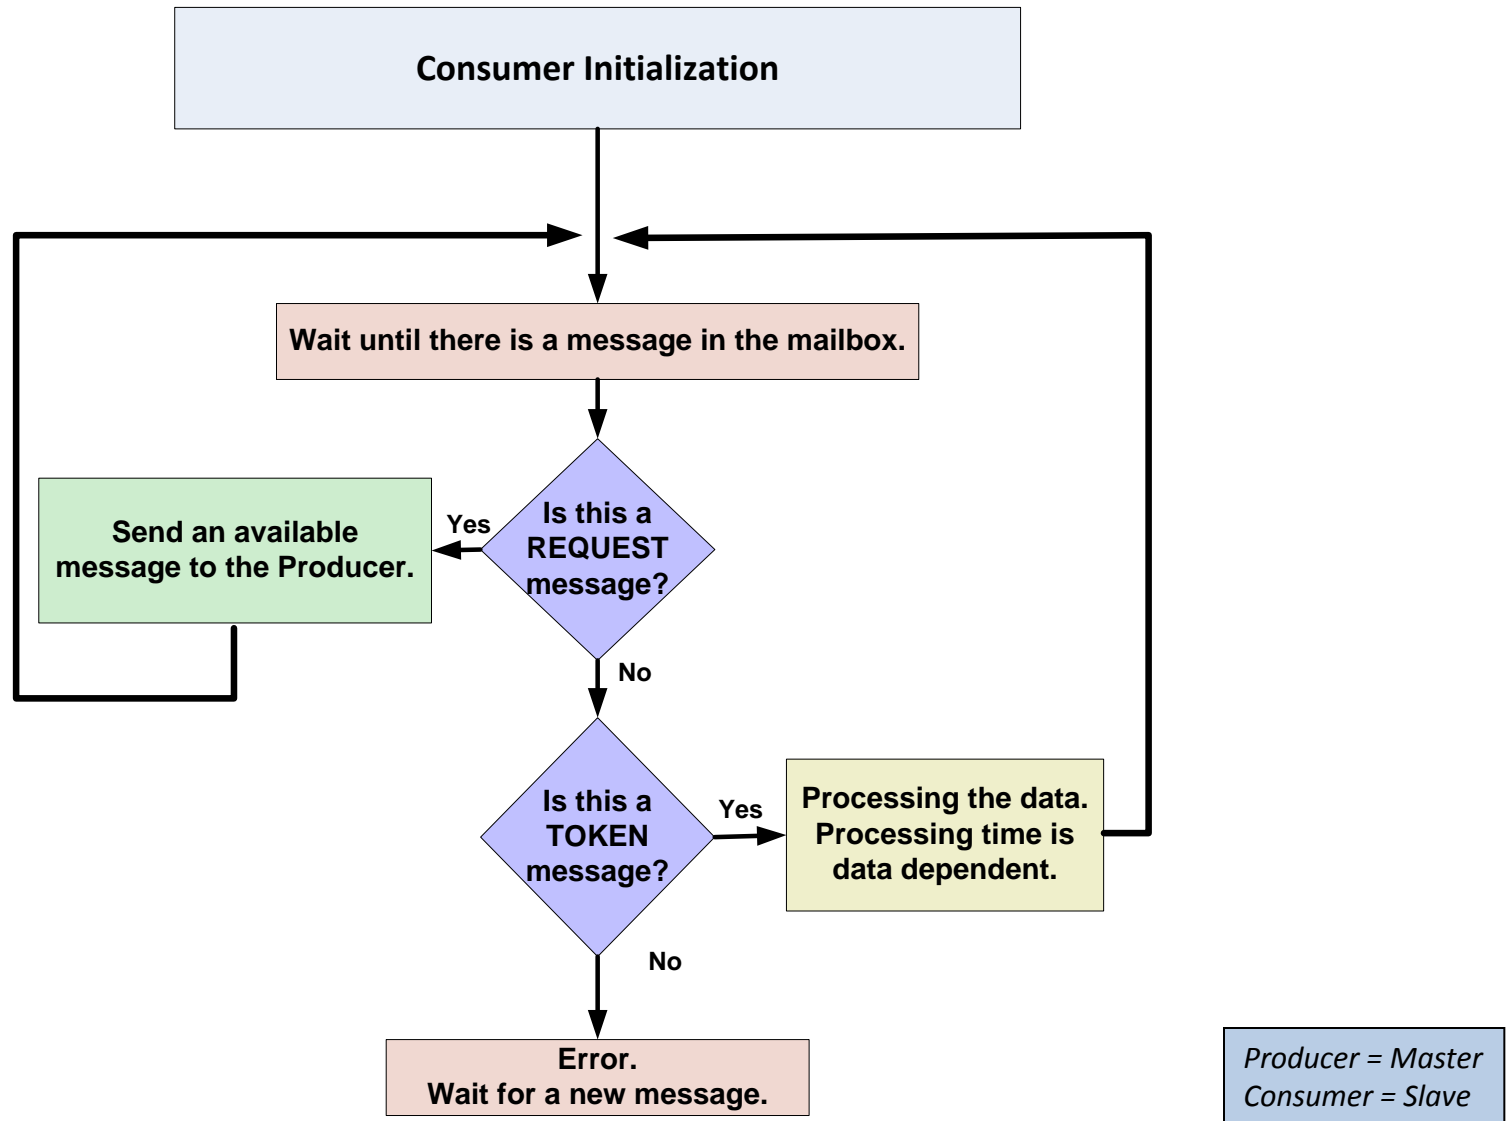 Consumer Initialization
Wait until there is a message in the mailbox.
Send an available
message to the Producer.
Yes
Is this a
REQUEST
message?
No
Is this a
TOKEN
message?
Yes
Processing the data.
Processing time is
data dependent.
No
Error.
Wait for a new message.
Producer = Master
Consumer = Slave